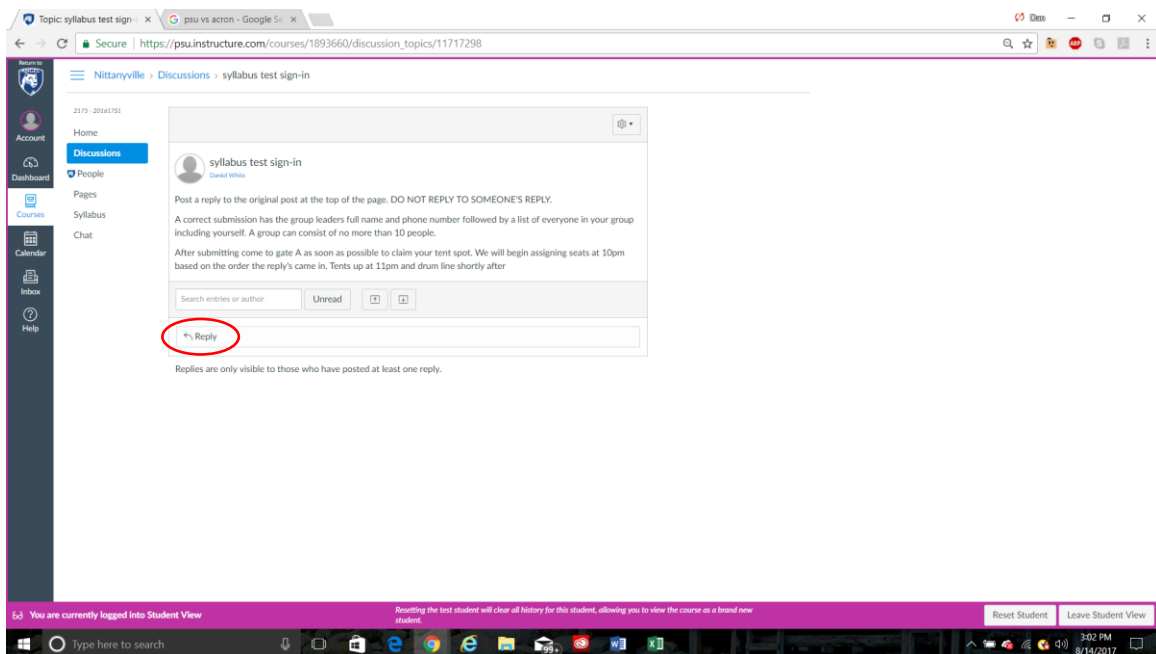 Topic: syllabus test sign-
psu vs acron - Google Se
Secure | https://psu.instructure.com/courses/1893660/discussion_topics/11717298
ABP
Return to
Nittanyville > Discussions > syllabus test sign-in
2175 - 20161751
Account
Dashboard
Courses
Calendar
Inbox
Help
Home
Discussions
People
Pages
Syllabus
Chat
syllabus test sign-in
Daniel White
Post a reply to the original post at the top of the page. DO NOT REPLY TO SOMEONE'S REPLY.
A correct submission has the group leaders full name and phone number followed by a list of everyone in your group
including yourself. A group can consist of no more than 10 people.
After submitting come to gate A as soon as possible to claim your tent spot. We will begin assigning seats at 10pm
based on the order the reply's came in. Tents up at 11pm and drum line shortly after
Search entries or author
Unread
Reply
Replies are only visible to those who have posted at least one reply.
You are currently logged into Student View
Resetting the test student will clear all history for this student, allowing you to view the course as a brand new
student.
Reset Student
Leave Student View
Type here to search
99+
3:02 PM
8/14/2017